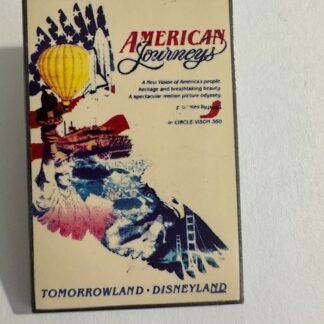 AMERICAN
Journeys
A New Vision of America's people,
heritage and breathtaking beauty.
A spectacular motion picture odyssey.
in CIRCLE-VISION 360
TOMORROWLAND • DISNEYLAND